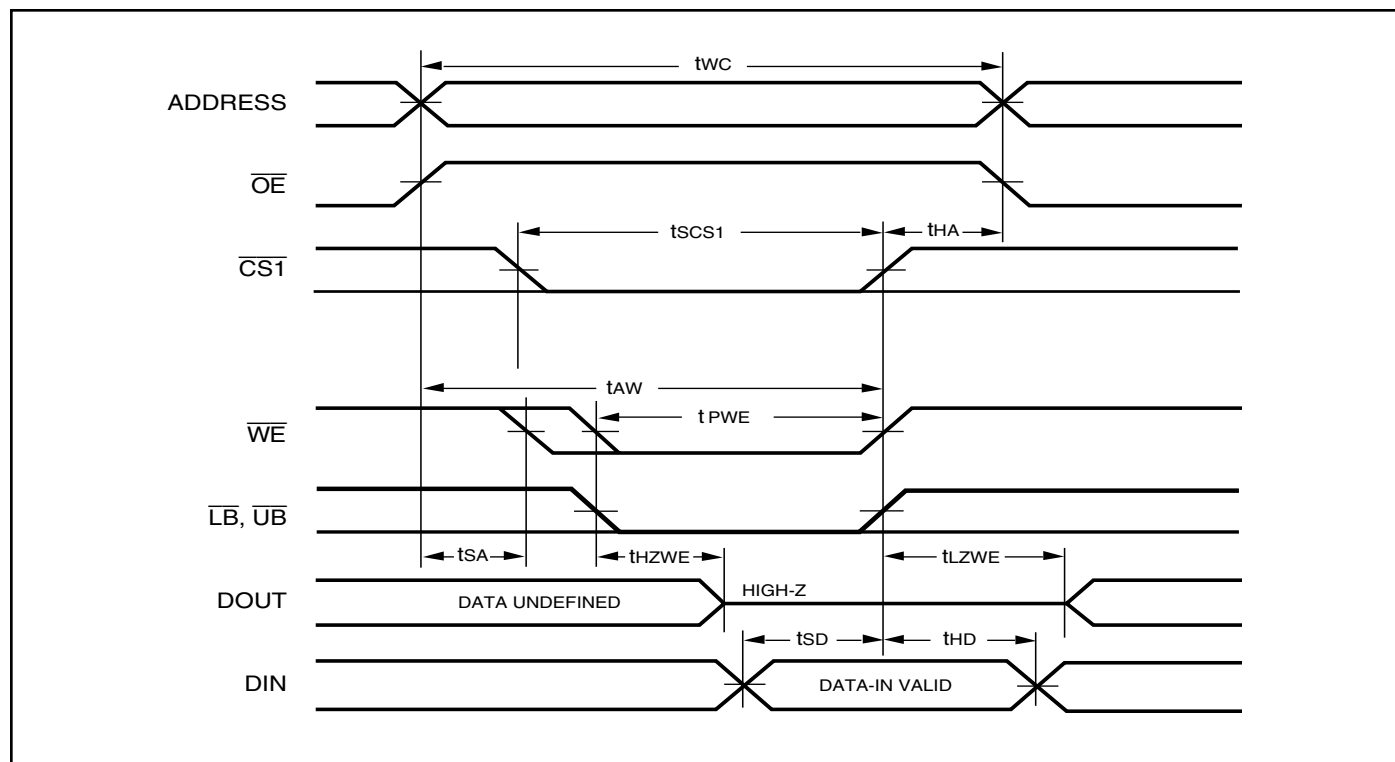 tWC
ADDRESS
OE
tSCS1
tHA
CS1
tAW
t PWE
WE
LB, UB
tSA
tHZWE
tLZWE
DOUT
DATA UNDEFINED
HIGH-Z
tSD
tHD
DIN
DATA-IN VALID